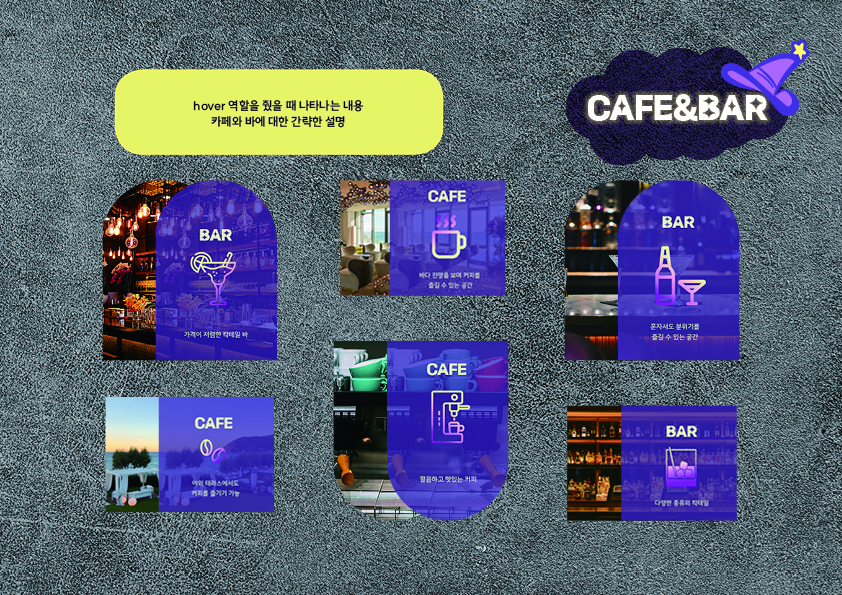 hover 역할을 줬을 때 나타나는 내용
카페와 바에 대한 간략한 설명
CAFE&BAR
BAR
가격이 저렴한 칵테일 바
CAFE
바다 전망을 보며 커피를
즐길 수 있는 공간
BAR
혼자서도 분위기를
즐길 수 있는 공간
CAFE
야외 테라스에서도
커피를 즐기기 가능
CAFE
깔끔하고 맛있는 커피
BAR
다양한 종류의 칵테일